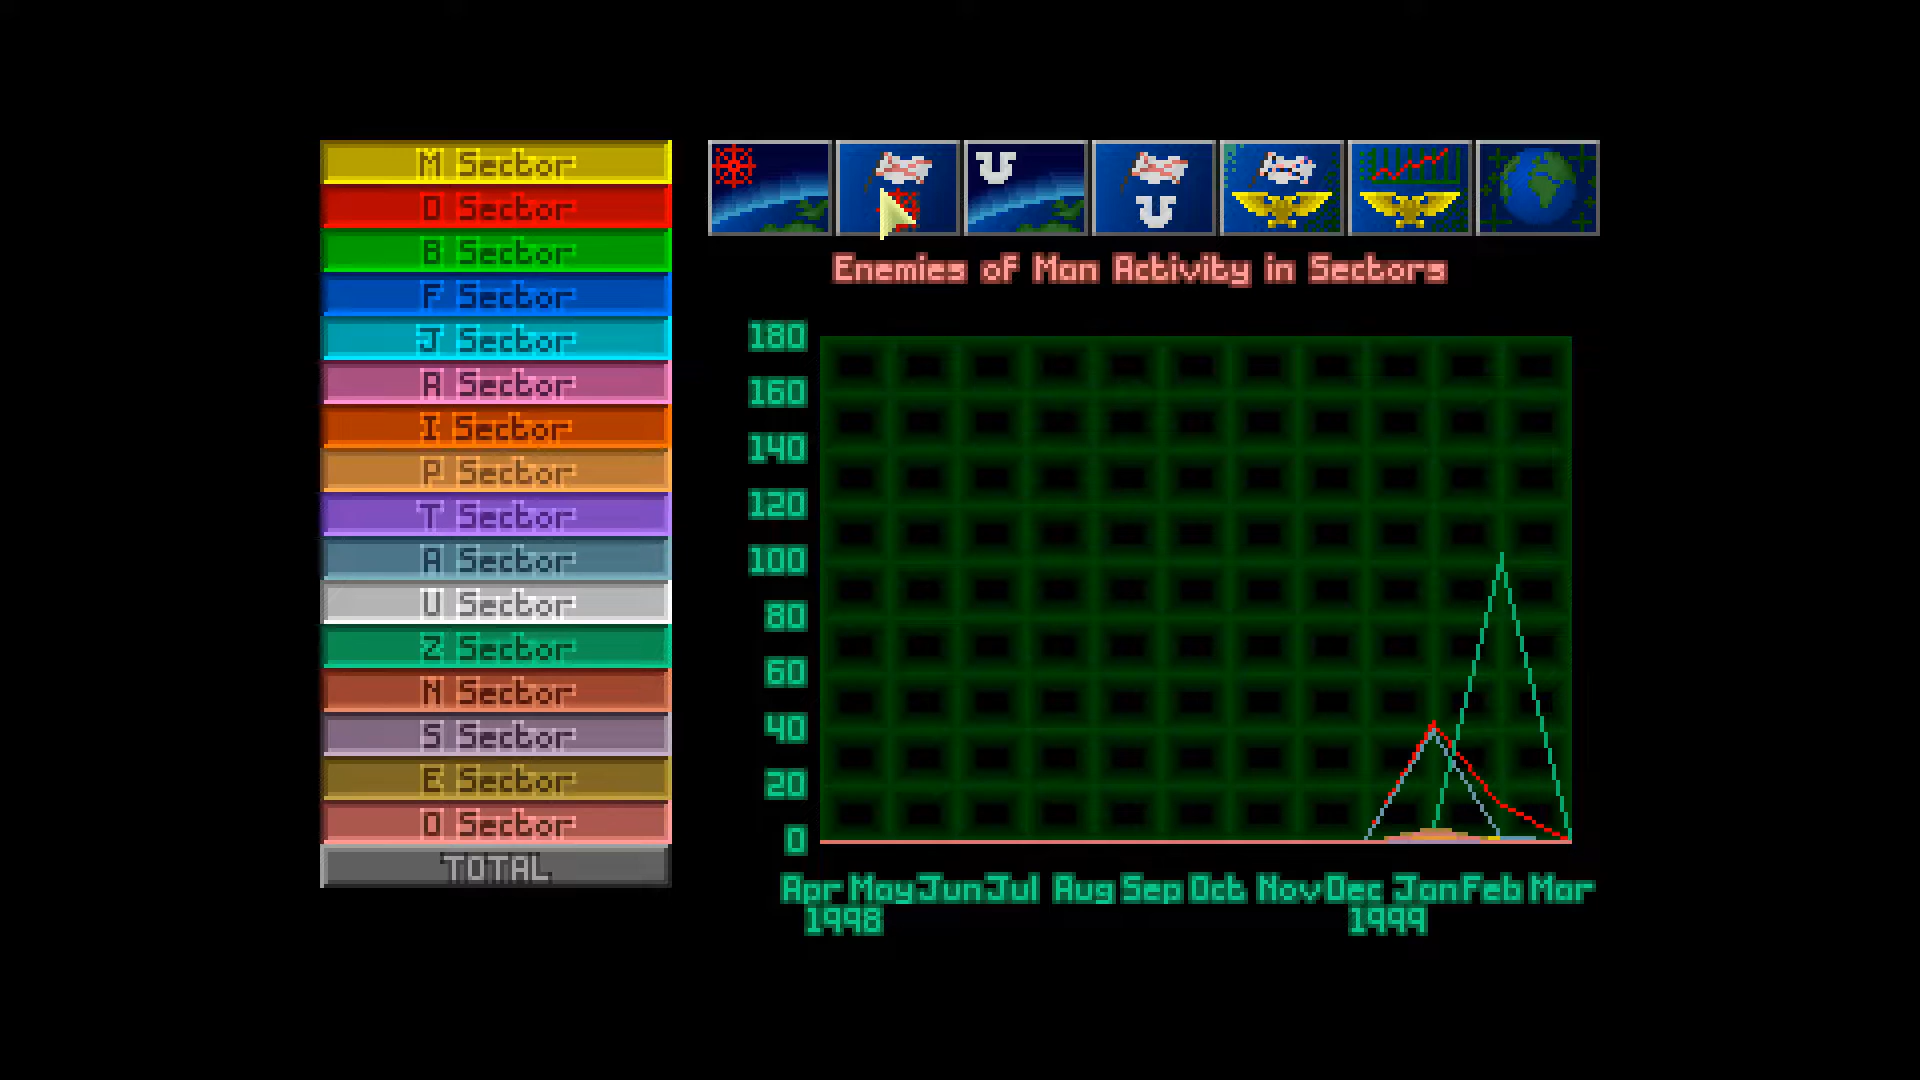 M Sector
D Sector
B Sector
F Sector
J Sector
R Sector
I Sector
P Sector
T Sector
A Sector
U Sector
Z Sector
N Sector
S Sector
E Sector
O Sector
TOTAL
Enemies of Man Activity in Sectors
180
160
140
120
100
80
60
40
20
0
Apr May Jun Jul Aug Sep Oct Nov Dec Jan Feb Mar
1998 1999